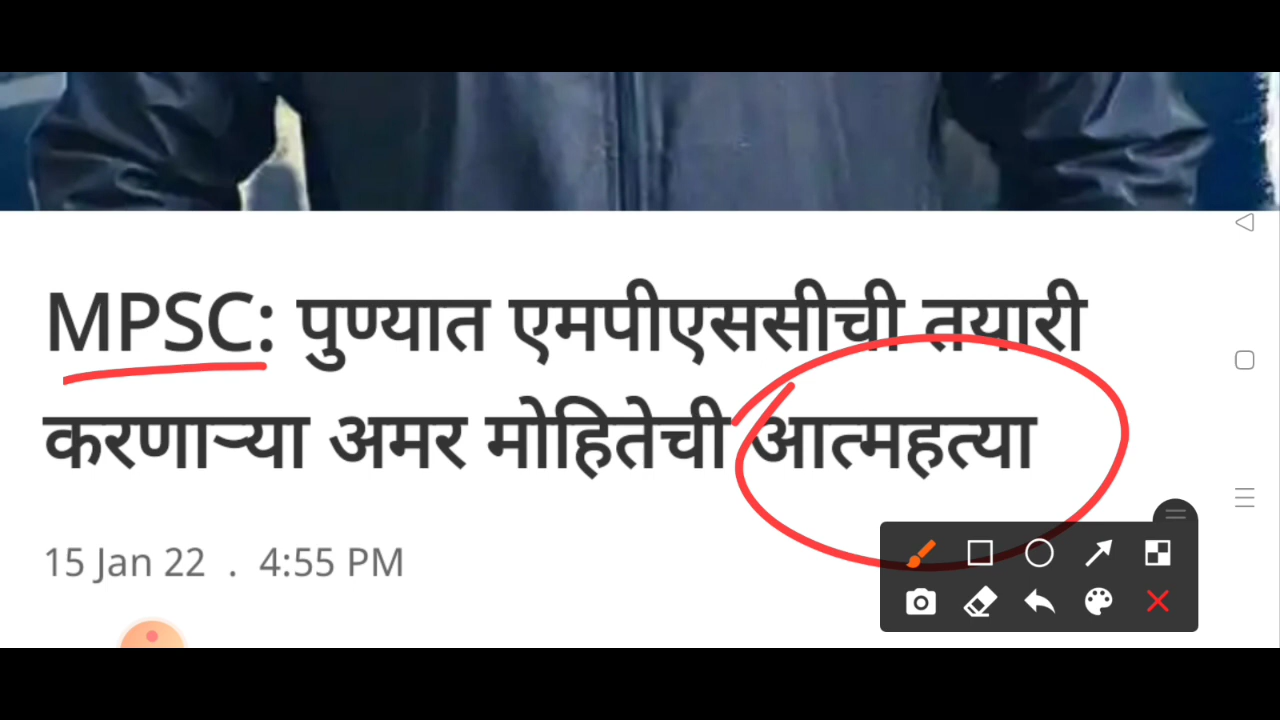 MPSC: पुण्यात एमपीएससीची तयारी
करणाऱ्या अमर मोहितेची आत्महत्या
15 Jan 22 . 4:55 PM